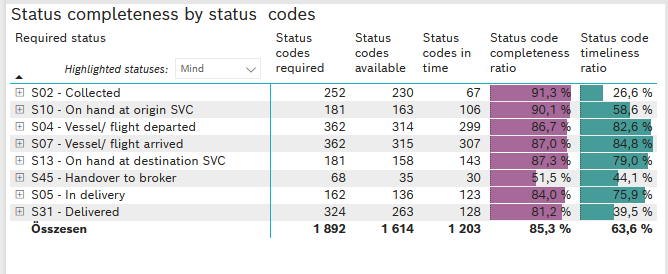 Status completeness by status codes
Required status Status codes required Status codes available Status codes in time Status code completeness ratio Status code timeliness ratio
Highlighted statuses: Mind
S02 - Collected 252 230 67 91,3 % 26,6 %
S10 - On hand at origin SVC 181 163 106 90,1 % 58,6 %
S04 - Vessel/ flight departed 362 314 299 86,7 % 82,6 %
S07 - Vessel/ flight arrived 362 315 307 87,0 % 84,8 %
S13 - On hand at destination SVC 181 158 143 87,3 % 79,0 %
S45 - Handover to broker 68 35 30 51,5 % 44,1 %
S05 - In delivery 162 136 123 84,0 % 75,9 %
S31 - Delivered 324 263 128 81,2 % 39,5 %
Összesen 1 892 1 614 1 203 85,3 % 63,6 %